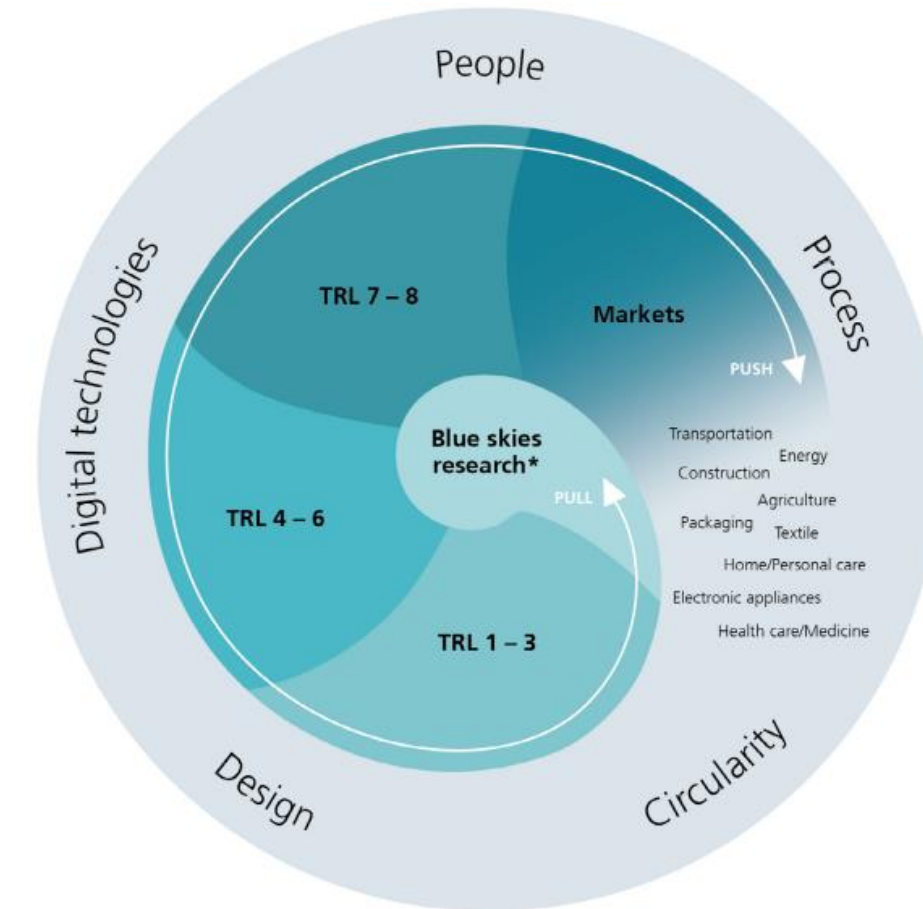 People
Process
Digital technologies
TRL 7 – 8
Markets
PUSH
Blue skies
research*
PULL
Transportation
Energy
Construction
Agriculture
Packaging
Textile
Home/Personal care
Electronic appliances
Health care/Medicine
TRL 4 – 6
TRL 1 – 3
Design
Circularity